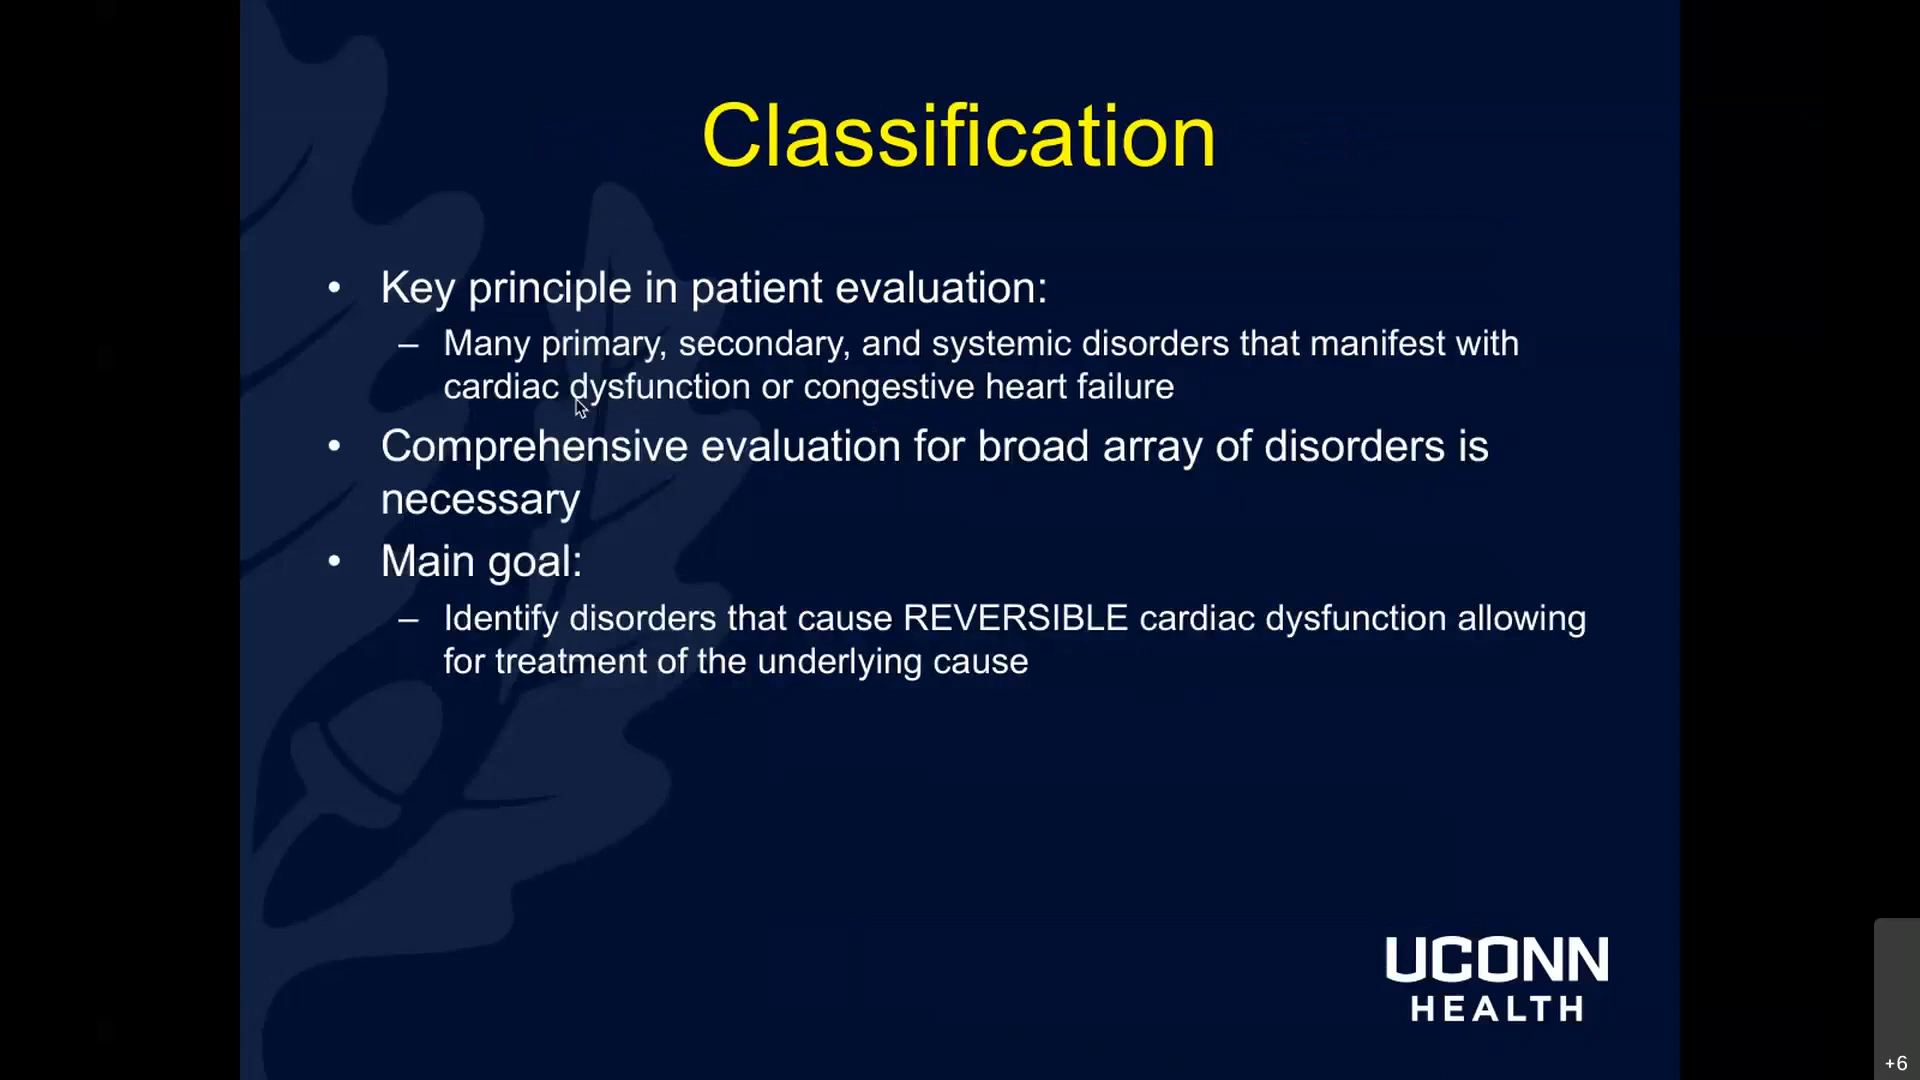 Classification
• Key principle in patient evaluation:
– Many primary, secondary, and systemic disorders that manifest with
cardiac dysfunction or congestive heart failure
• Comprehensive evaluation for broad array of disorders is
necessary
• Main goal:
– Identify disorders that cause REVERSIBLE cardiac dysfunction allowing
for treatment of the underlying cause
UCONN
HEALTH
+6